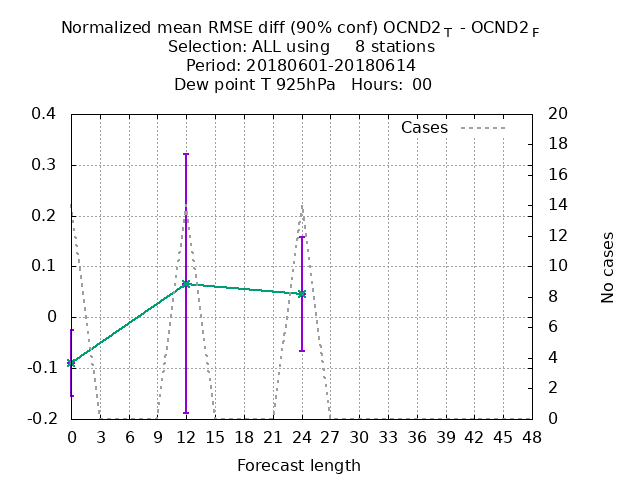 Normalized mean RMSE diff (90% conf) OCND2 T - OCND2 F
Selection: ALL using 8 stations
Period: 20180601-20180614
Dew point T 925hPa Hours: 00
Cases
0.4
0.3
0.2
0.1
0
-0.1
-0.2
20
18
16
14
12
10
8
6
4
2
0
No cases
0 3 6 9 12 15 18 21 24 27 30 33 36 39 42 45 48
Forecast length